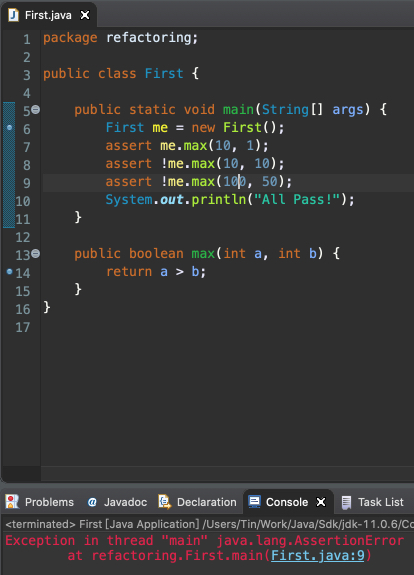 First.java
1 package refactoring;
2
3 public class First {
4
5 public static void main(String[] args) {
6 First me = new First();
7 assert me.max(10, 1);
8 assert !me.max(10, 10);
9 assert !me.max(100, 50);
10 System.out.println("All Pass!");
11 }
12
13 public boolean max(int a, int b) {
14 return a > b;
15 }
16 }
17
Problems @ Javadoc Declaration Console Task List
<terminated> First [Java Application] /Users/Tin/Work/Java/Sdk/jdk-11.0.6/Co
Exception in thread "main" java.lang.AssertionError
at refactoring.First.main(First.java:9)